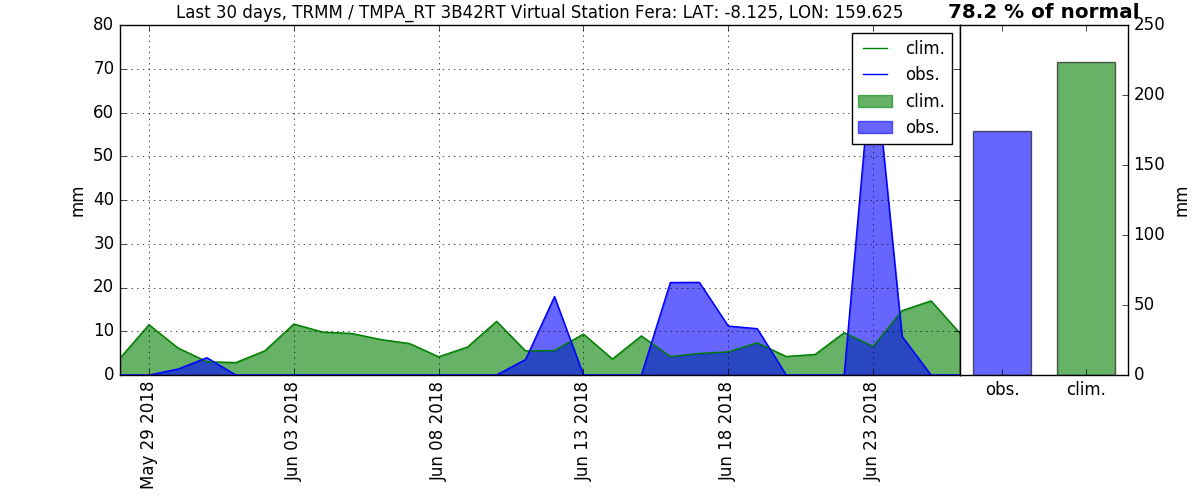 Last 30 days, TRMM / TMPA_RT 3B42RT Virtual Station Fera: LAT: -8.125, LON: 159.625
78.2 % of normal
80
70
60
50
40
30
20
10
0
mm
clim.
obs.
clim.
obs.
250
200
150
100
50
0
mm
May 29 2018
Jun 03 2018
Jun 08 2018
Jun 13 2018
Jun 18 2018
Jun 23 2018
obs.
clim.